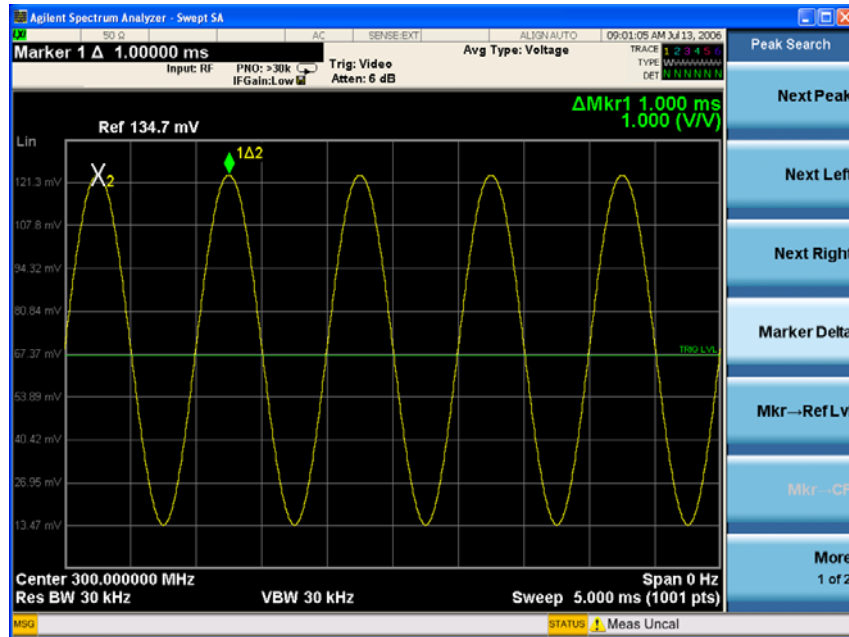 Agilent Spectrum Analyzer - Swept SA
50 Ω AC SENSE:EXT ALIGN AUTO 09:01:05 AM Jul 13, 2006
Marker 1 Δ 1.00000 ms
Input: RF
PNO: >30k
IFGain:Low
Trig: Video
Atten: 6 dB
Avg Type: Voltage
TRACE 1 2 3 4 5 6
TYPE
DET N N N N N N
Peak Search
Next Peak
Next Left
Next Right
Marker Delta
Mkr→Ref Lvl
Mkr→CF
More
1 of 2
ΔMkr1 1.000 ms
1.000 (V/V)
Ref 134.7 mV
Lin
X2
1Δ2
121.3 mV
107.8 mV
94.32 mV
80.84 mV
67.37 mV
TRIG LVL
53.89 mV
40.42 mV
26.95 mV
13.47 mV
Center 300.000000 MHz
Span 0 Hz
Res BW 30 kHz
VBW 30 kHz
Sweep 5.000 ms (1001 pts)
MSG
STATUS
Meas Uncal